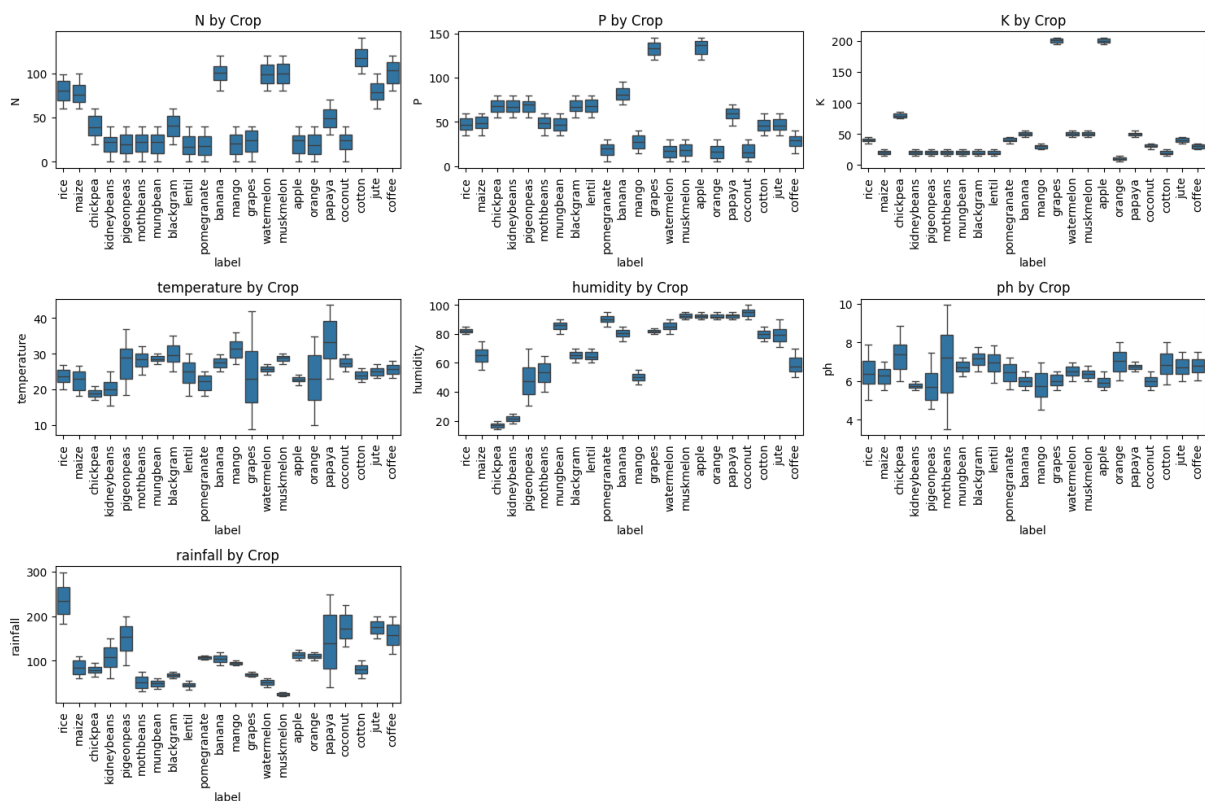 N by Crop
N
100
50
0
rice
maize
chickpea
kidneybeans
pigeonpeas
mothbeans
mungbean
blackgram
lentil
pomegranate
banana
mango
grapes
watermelon
muskmelon
apple
orange
papaya
coconut
cotton
jute
coffee
label
P by Crop
P
150
100
50
0
rice
maize
chickpea
kidneybeans
pigeonpeas
mothbeans
mungbean
blackgram
lentil
pomegranate
banana
mango
grapes
watermelon
muskmelon
apple
orange
papaya
coconut
cotton
jute
coffee
label
K by Crop
K
200
150
100
50
0
rice
maize
chickpea
kidneybeans
pigeonpeas
mothbeans
mungbean
blackgram
lentil
pomegranate
banana
mango
grapes
watermelon
muskmelon
apple
orange
papaya
coconut
cotton
jute
coffee
label
temperature by Crop
temperature
40
30
20
10
rice
maize
chickpea
kidneybeans
pigeonpeas
mothbeans
mungbean
blackgram
lentil
pomegranate
banana
mango
grapes
watermelon
muskmelon
apple
orange
papaya
coconut
cotton
jute
coffee
label
humidity by Crop
humidity
100
80
60
40
20
rice
maize
chickpea
kidneybeans
pigeonpeas
mothbeans
mungbean
blackgram
lentil
pomegranate
banana
mango
grapes
watermelon
muskmelon
apple
orange
papaya
coconut
cotton
jute
coffee
label
ph by Crop
ph
10
8
6
4
rice
maize
chickpea
kidneybeans
pigeonpeas
mothbeans
mungbean
blackgram
lentil
pomegranate
banana
mango
grapes
watermelon
muskmelon
apple
orange
papaya
coconut
cotton
jute
coffee
label
rainfall by Crop
rainfall
300
200
100
rice
maize
chickpea
kidneybeans
pigeonpeas
mothbeans
mungbean
blackgram
lentil
pomegranate
banana
mango
grapes
watermelon
muskmelon
apple
orange
papaya
coconut
cotton
jute
coffee
label